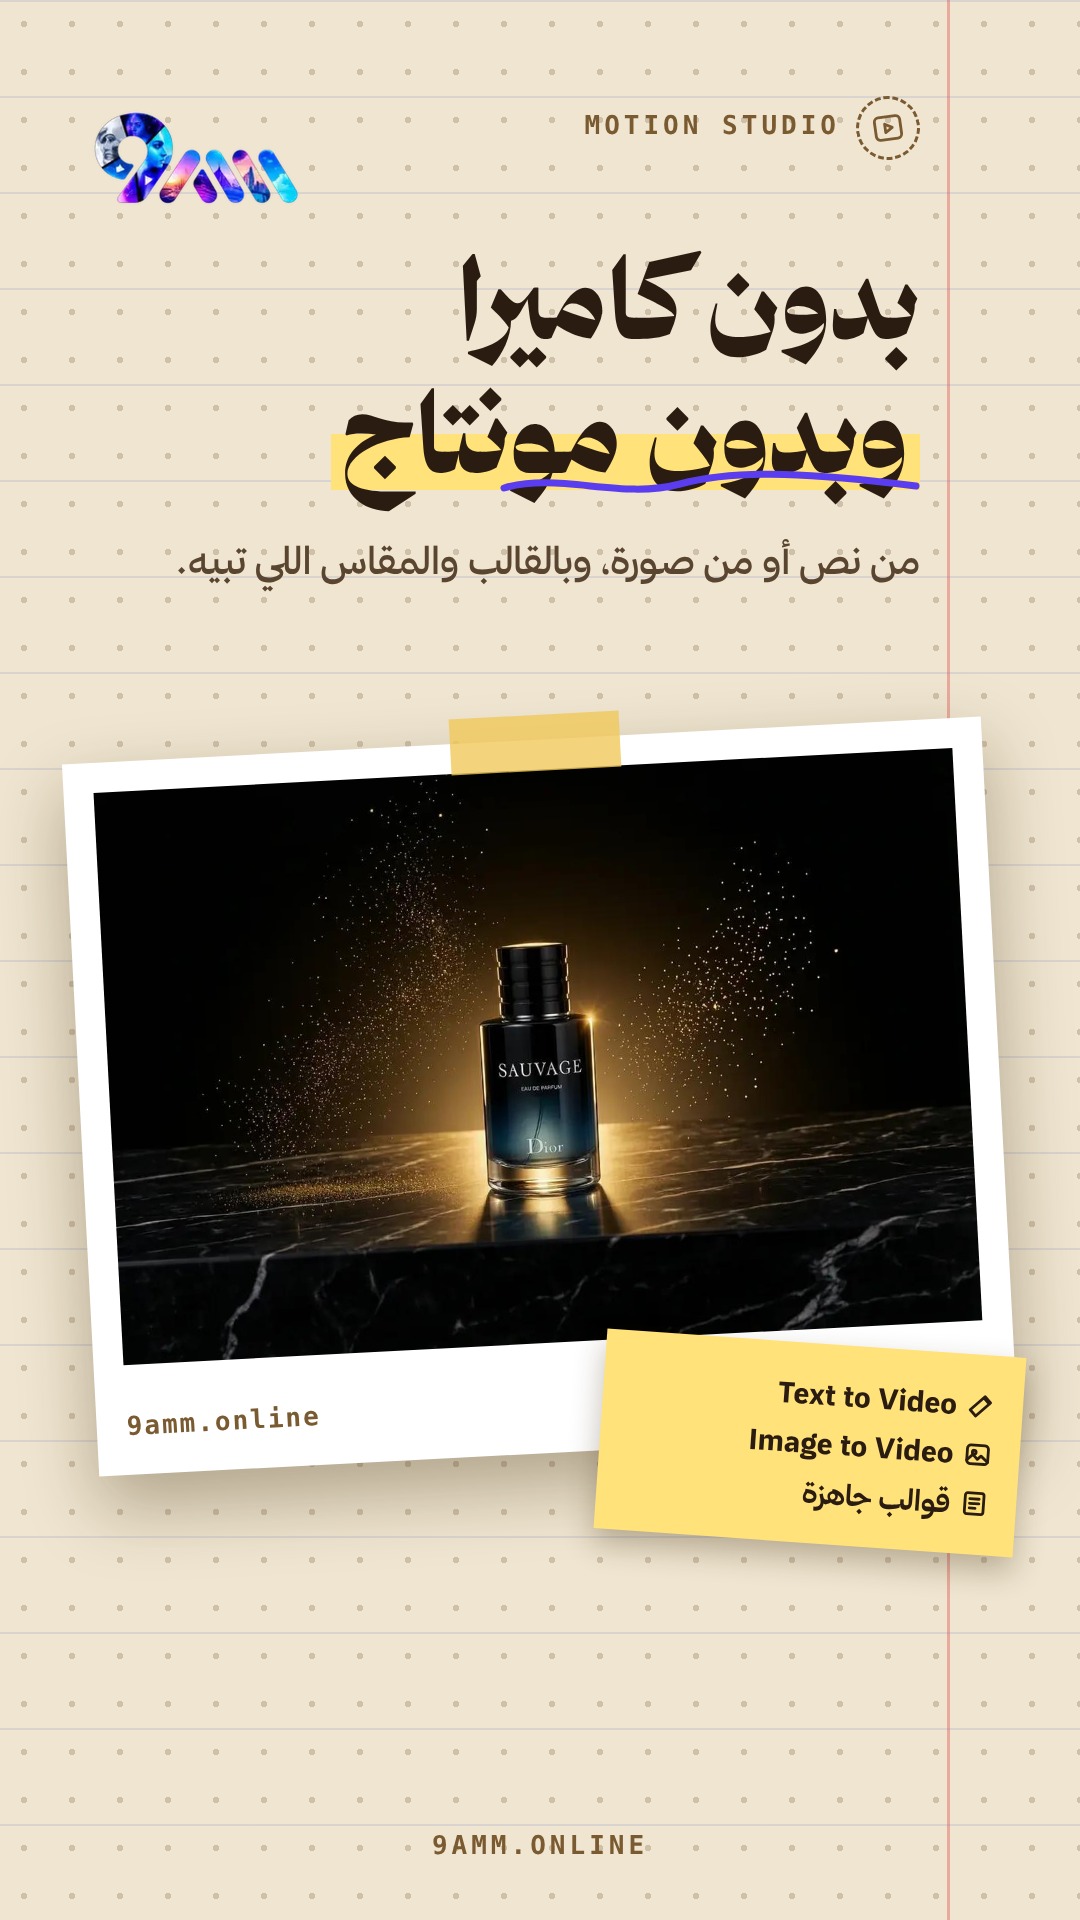 9amm
MOTION STUDIO
بدون كاميرا
وبدون مونتاج
من نص أو من صورة، وبالقالب والمقاس اللي تبيه.
SAUVAGE
EAU DE PARFUM
Dior
9amm.online
Text to Video
Image to Video
قوالب جاهزة
9AMM.ONLINE